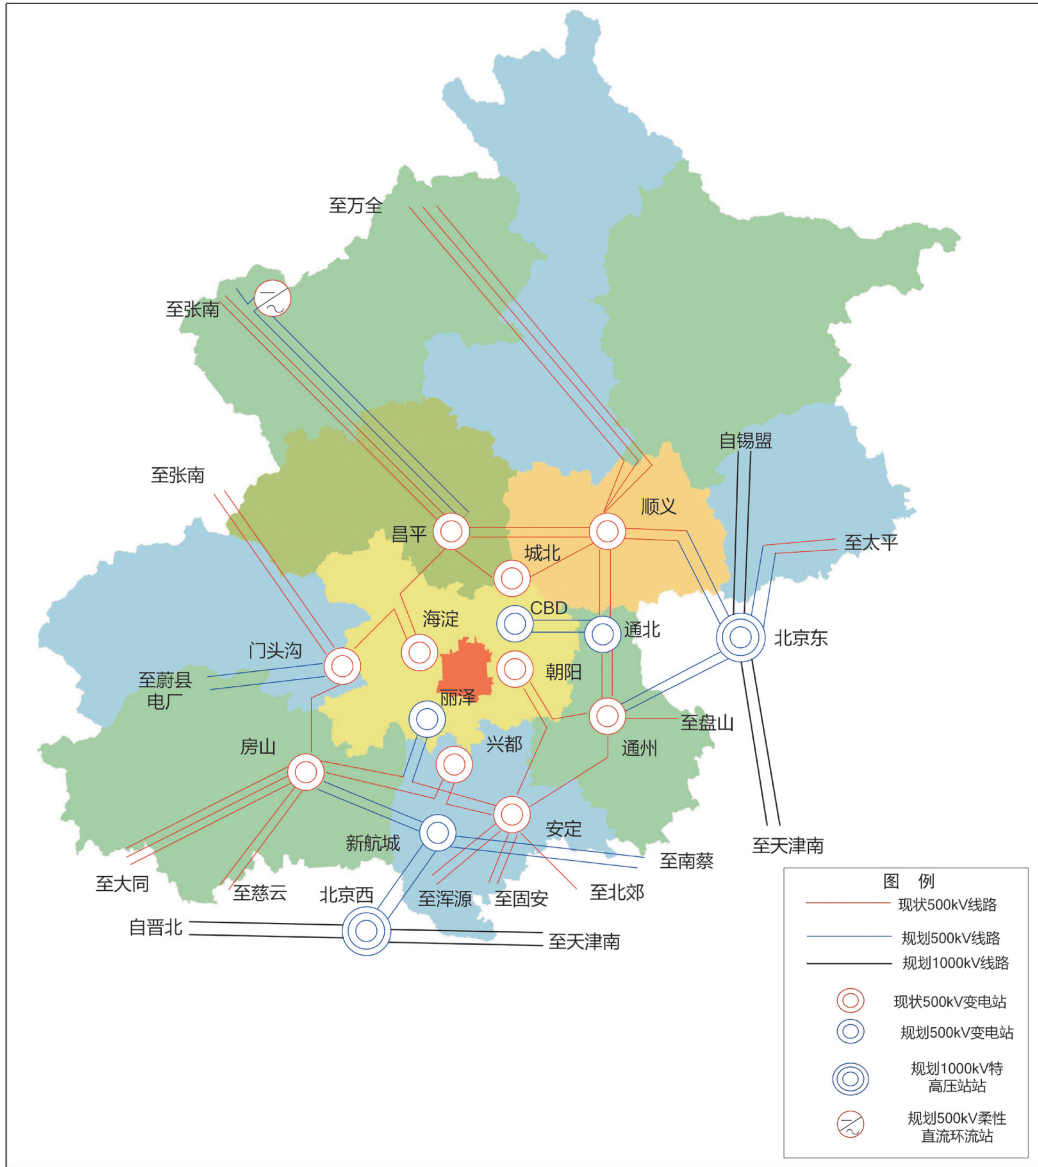 至万全
至张南
自锡盟
至张南
顺义
昌平
城北
至太平
CBD
海淀
通北
北京东
门头沟
朝阳
至蔚县
电厂
丽泽
至盘山
房山
兴都
通州
新航城
安定
至天津南
至南蔡
至大同
至慈云
北京西
至浑源
至固安
至北郊
自晋北
至天津南
图 例
现状500kV线路
规划500kV线路
规划1000kV线路
现状500kV变电站
规划500kV变电站
规划1000kV特
高压站站
规划500kV柔性
直流环流站